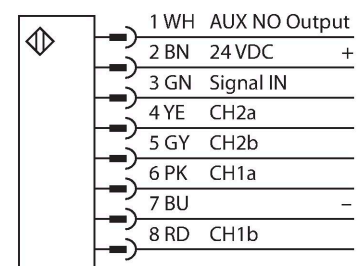 1 WH AUX NO Output
2 BN 24 VDC +
3 GN Signal IN
4 YE CH2a
5 GY CH2b
6 PK CH1a
7 BU −
8 RD CH1b